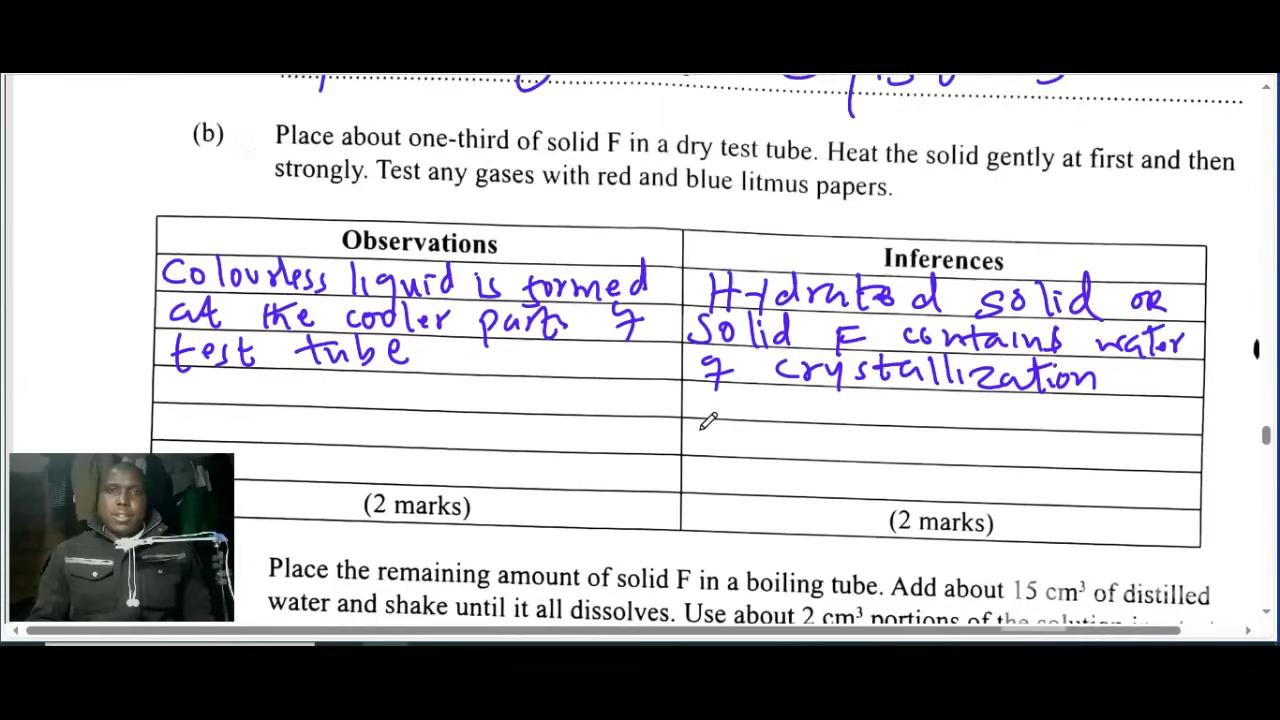 (b) Place about one-third of solid F in a dry test tube. Heat the solid gently at first and then
strongly. Test any gases with red and blue litmus papers.
Observations
Inferences
Colourless liquid is formed
at the cooler parts of
test tube
Hydrated solid OR
Solid F contains water
of crystallization
(2 marks)
(2 marks)
Place the remaining amount of solid F in a boiling tube. Add about 15 cm³ of distilled
water and shake until it all dissolves. Use about 2 cm³ portions of the solution